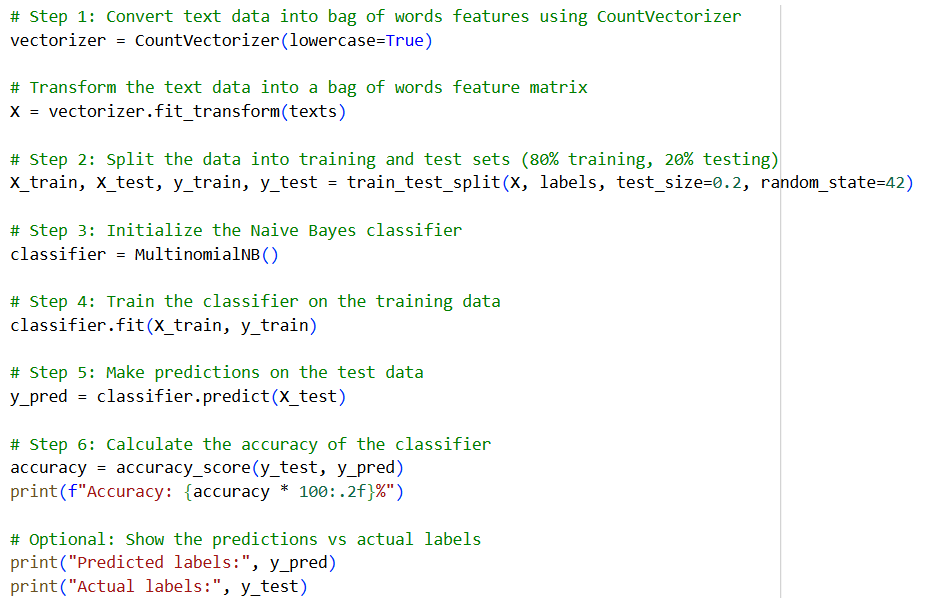 # Step 1: Convert text data into bag of words features using CountVectorizer
vectorizer = CountVectorizer(lowercase=True)
# Transform the text data into a bag of words feature matrix
X = vectorizer.fit_transform(texts)
# Step 2: Split the data into training and test sets (80% training, 20% testing)
X_train, X_test, y_train, y_test = train_test_split(X, labels, test_size=0.2, random_state=42)
# Step 3: Initialize the Naive Bayes classifier
classifier = MultinomialNB()
# Step 4: Train the classifier on the training data
classifier.fit(X_train, y_train)
# Step 5: Make predictions on the test data
y_pred = classifier.predict(X_test)
# Step 6: Calculate the accuracy of the classifier
accuracy = accuracy_score(y_test, y_pred)
print(f"Accuracy: {accuracy * 100:.2f}%")
# Optional: Show the predictions vs actual labels
print("Predicted labels:", y_pred)
print("Actual labels:", y_test)